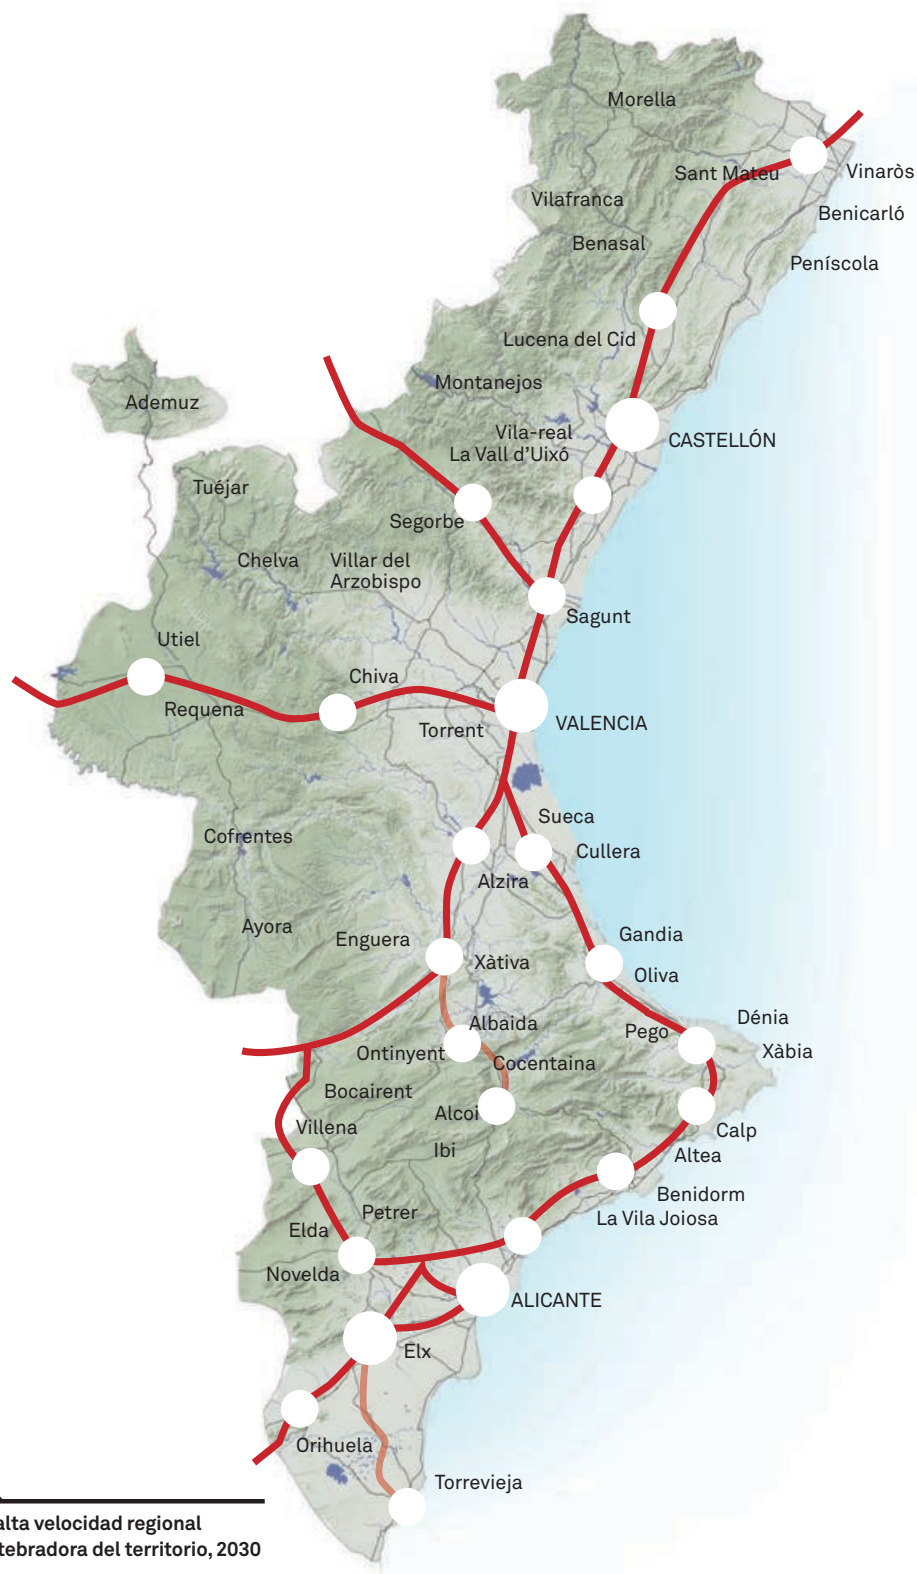 Morella
Sant Mateu
Vinaròs
Vilafranca
Benicarló
Benasal
Peníscola
Lucena del Cid
Montanejos
Ademuz
Vila-real
CASTELLÓN
La Vall d'Uixó
Tuéjar
Segorbe
Chelva
Villar del
Arzobispo
Sagunt
Utiel
Chiva
Requena
Torrent
VALENCIA
Sueca
Cofrentes
Cullera
Alzira
Ayora
Enguera
Gandia
Xàtiva
Oliva
Dénia
Albaida
Pego
Xàbia
Ontinyent
Cocentaina
Bocairent
Alcoi
Villena
Calp
Ibi
Altea
Benidorm
Petrer
La Vila Joiosa
Elda
Novelda
ALICANTE
Elx
Orihuela
Torrevieja
alta velocidad regional
tebradora del territorio, 2030